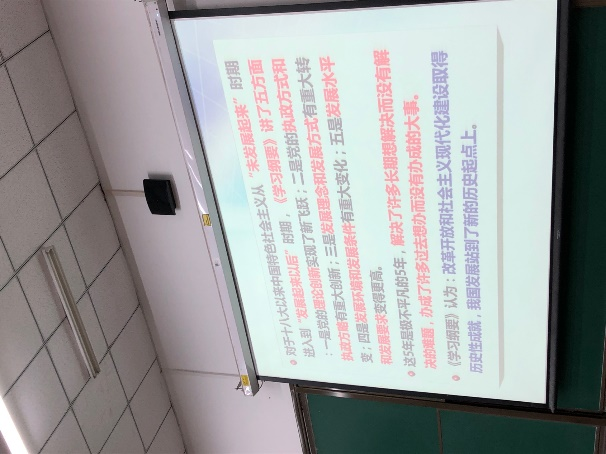 对于十八大以来中国特色社会主义从“未发展起来”时期
进入到“发展起来以后”时期，《学习纲要》讲了五方面
：一是党的理论创新实现了新飞跃；二是党的执政方式和
执政方略有重大创新；三是发展理念和发展方式有重大转
变；四是发展环境和发展条件有重大变化；五是发展水平
和发展要求变得更高。
这5年是极不平凡的5年，解决了许多长期想解决而没有解
决的难题，办成了许多过去想办而没有办成的大事。
《学习纲要》认为：改革开放和社会主义现代化建设取得
历史性成就，我国发展站到了新的历史起点上。